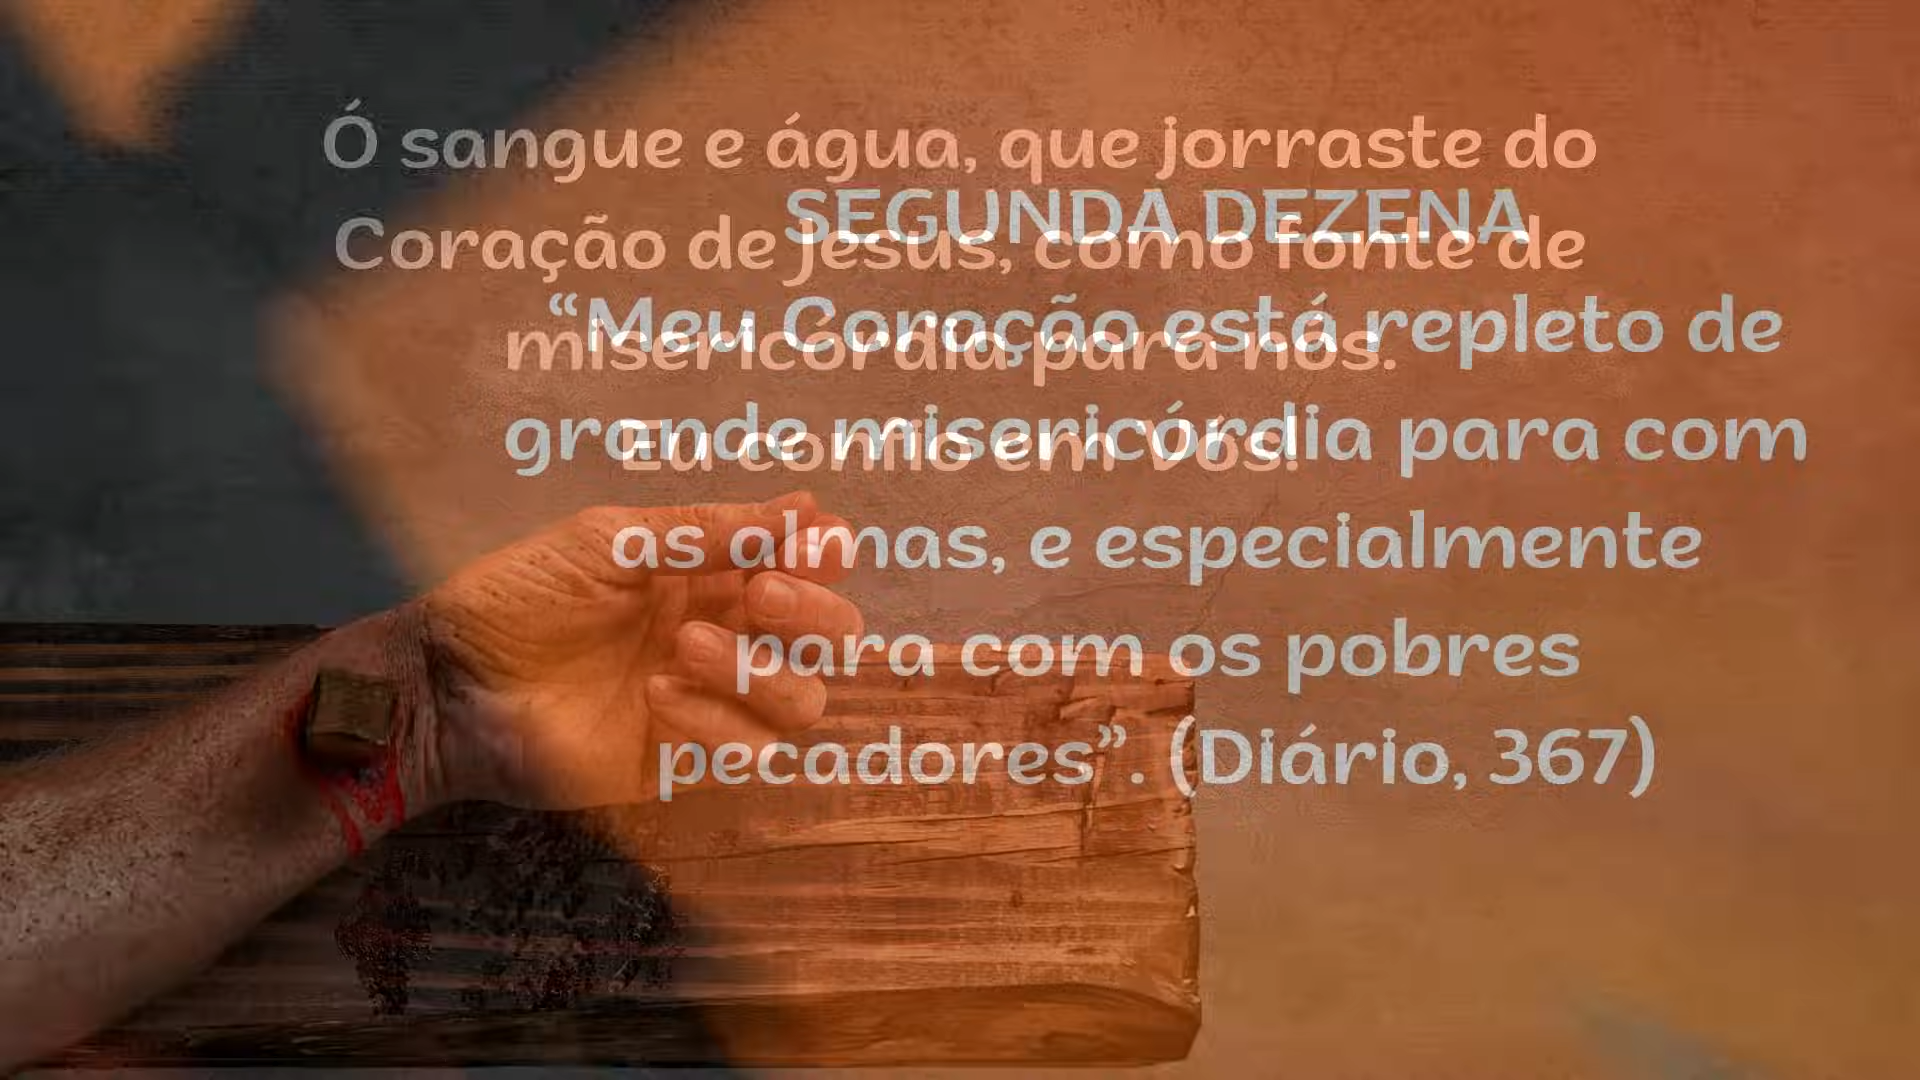 Ó sangue e água, que jorraste do
Coração de Jesus, como fonte de
misericórdia para nós.
Eu confio em Vós!
SEGUNDA DEZENA
“Meu Coração está repleto de
grande misericórdia para com
as almas, e especialmente
para com os pobres
pecadores”. (Diário, 367)